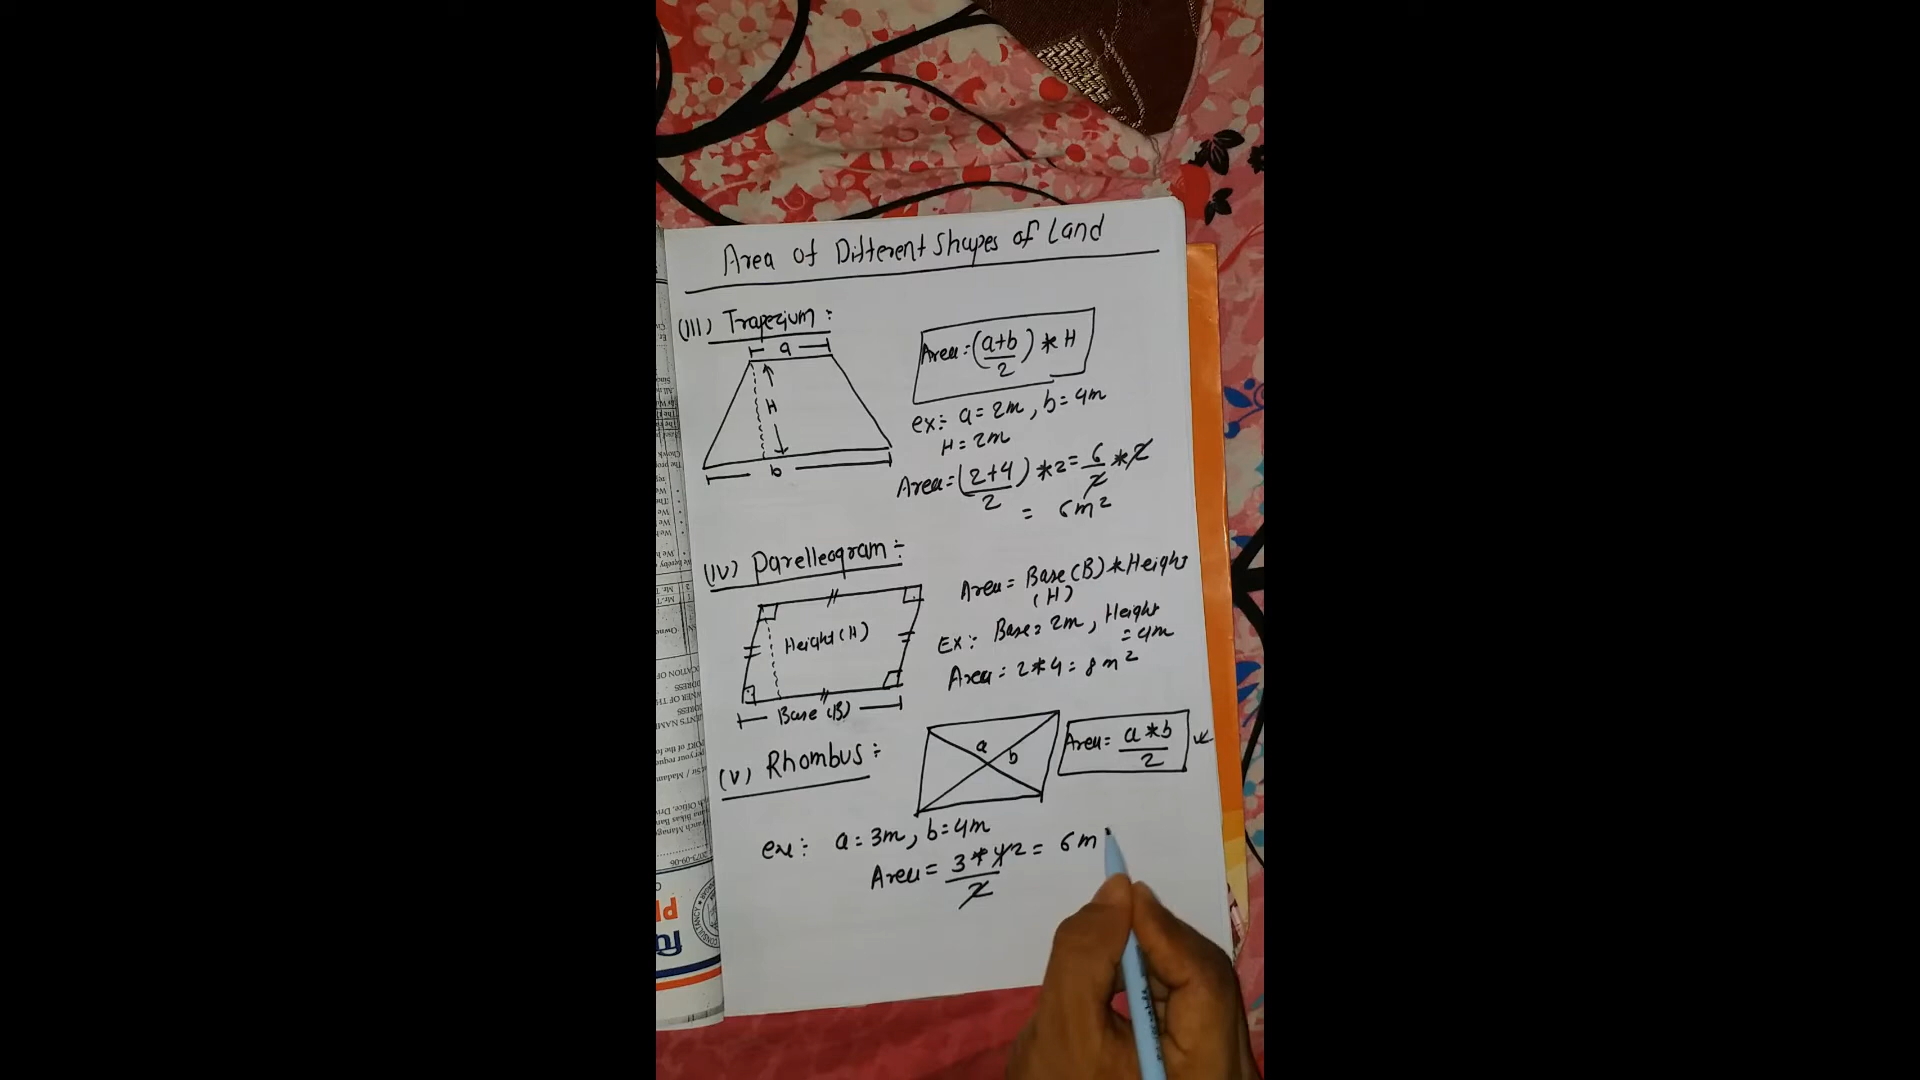 Area of Different Shapes of Land
(III) Trapezium :-
a
H
b
Area = (a+b/2) * H
ex:- a = 2m, b = 4m
H = 2m
Area = (2+4/2) * 2 = 6/2 * 2
= 6m²
(IV) Parelleogram :-
Height (H)
Base (B)
Area = Base (B) * Height
(H)
Ex:- Base = 2m, Height
= 4m
Area = 2 * 4 = 8m²
(V) Rhombus :-
a
b
Area = a * b/2
ex:- a = 3m, b = 4m
Area = 3 * 4 2/2 = 6m